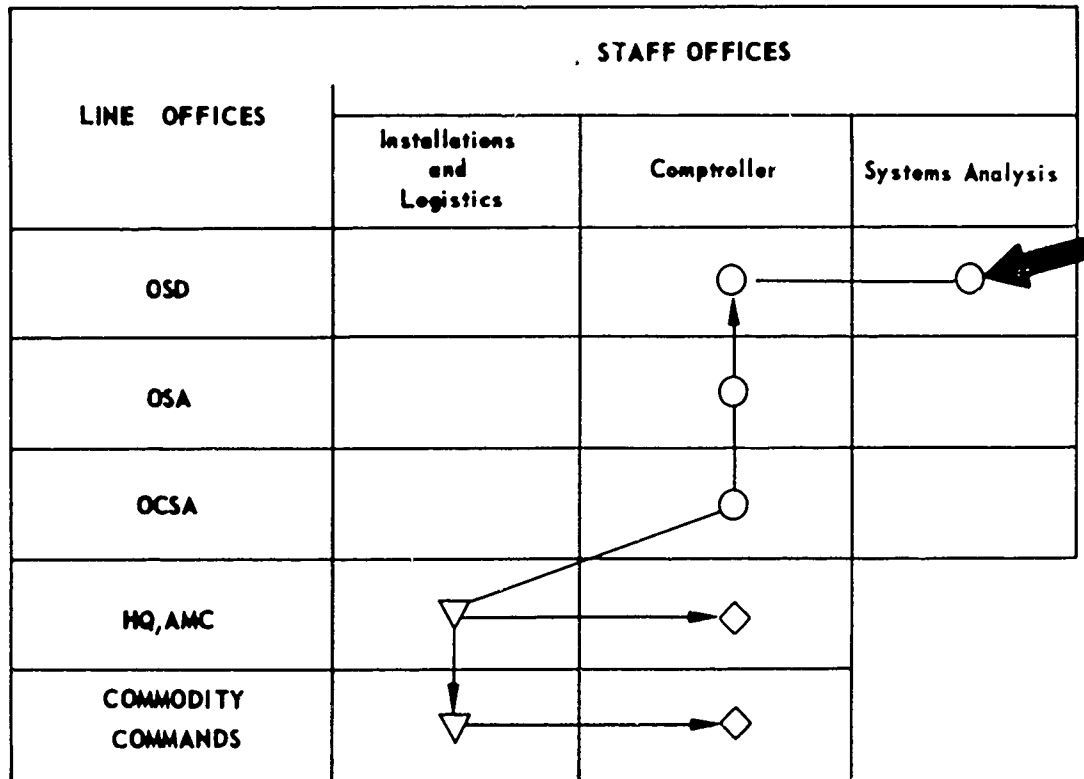 STAFF OFFICES
LINE OFFICES
Installations
and
Logistics
Comptroller
Systems Analysis
OSD
OSA
OCSA
HQ, AMC
COMMODITY
COMMANDS